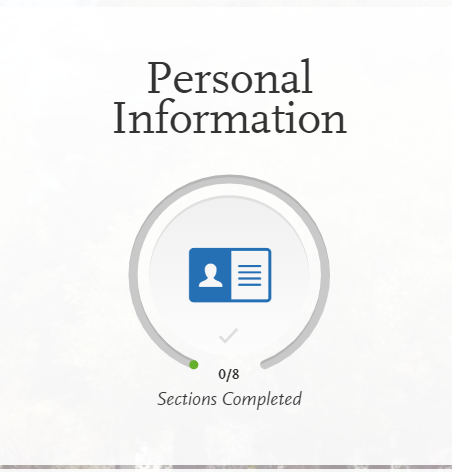 Personal
Information
0/8
Sections Completed